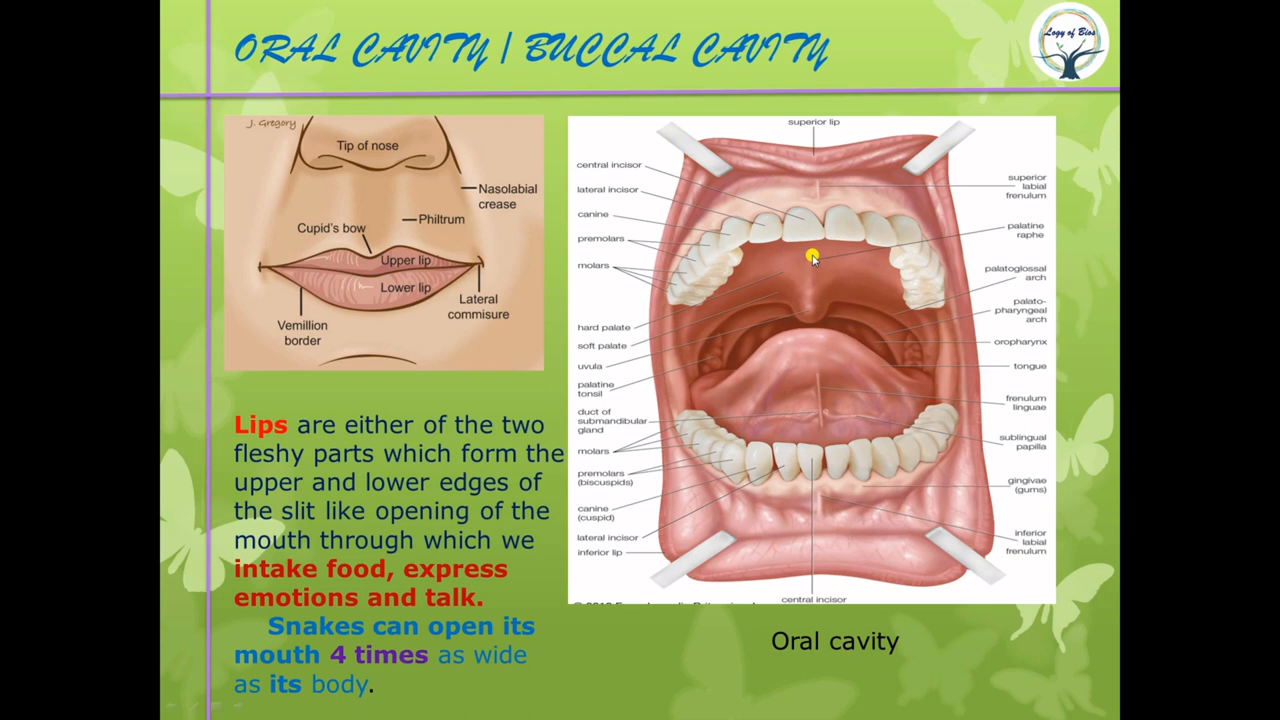 ORAL CAVITY | BUCCAL CAVITY
Logy of Bios
J. Gregory
Tip of nose
Nasolabial
crease
Philtrum
Cupid's bow
Upper lip
Lower lip
Lateral
commisure
Vemillion
border
Lips are either of the two
fleshy parts which form the
upper and lower edges of
the slit like opening of the
mouth through which we
intake food, express
emotions and talk.
Snakes can open its
mouth 4 times as wide
as its body.
superior lip
central incisor
lateral incisor
canine
premolars
molars
hard palate
soft palate
uvula
palatine
tonsil
duct of
submandibular
gland
molars
premolars
(biscuspids)
canine
(cuspid)
lateral incisor
inferior lip
superior
labial
frenulum
palatine
raphe
palatoglossal
arch
palato-
pharyngeal
arch
oropharynx
tongue
frenulum
linguae
sublingual
papilla
gingivae
(gums)
inferior
labial
frenulum
central incisor
Oral cavity